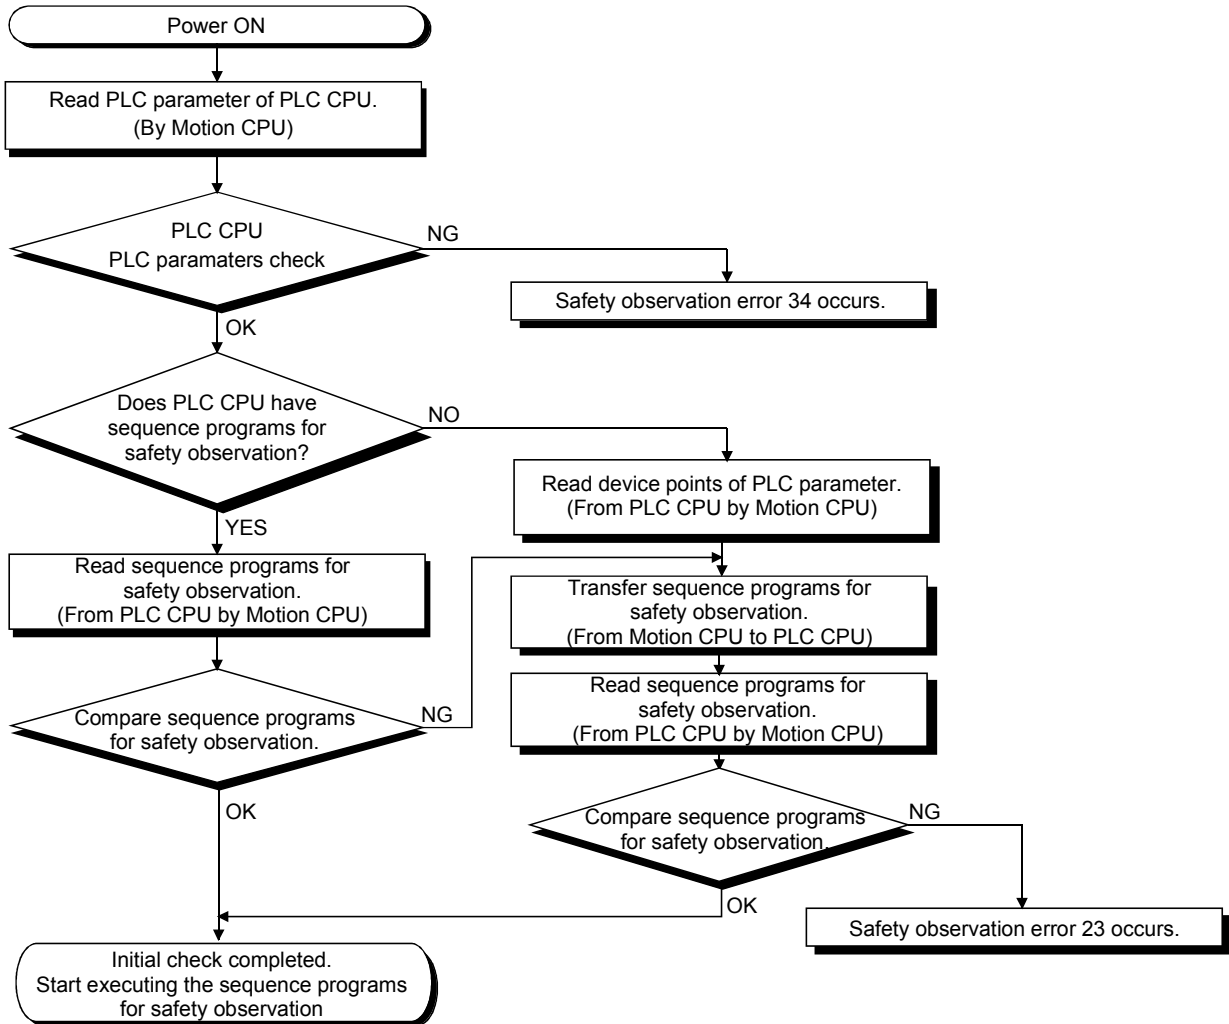 Power ON
Read PLC parameter of PLC CPU.
(By Motion CPU)
PLC CPU
PLC paramaters check
NG
Safety observation error 34 occurs.
OK
Does PLC CPU have
sequence programs for
safety observation?
NO
Read device points of PLC parameter.
(From PLC CPU by Motion CPU)
YES
Read sequence programs for
safety observation.
(From PLC CPU by Motion CPU)
Transfer sequence programs for
safety observation.
(From Motion CPU to PLC CPU)
Compare sequence programs
for safety observation.
NG
Read sequence programs for
safety observation.
(From PLC CPU by Motion CPU)
OK
Compare sequence programs
for safety observation.
NG
OK
Safety observation error 23 occurs.
Initial check completed.
Start executing the sequence programs
for safety observation